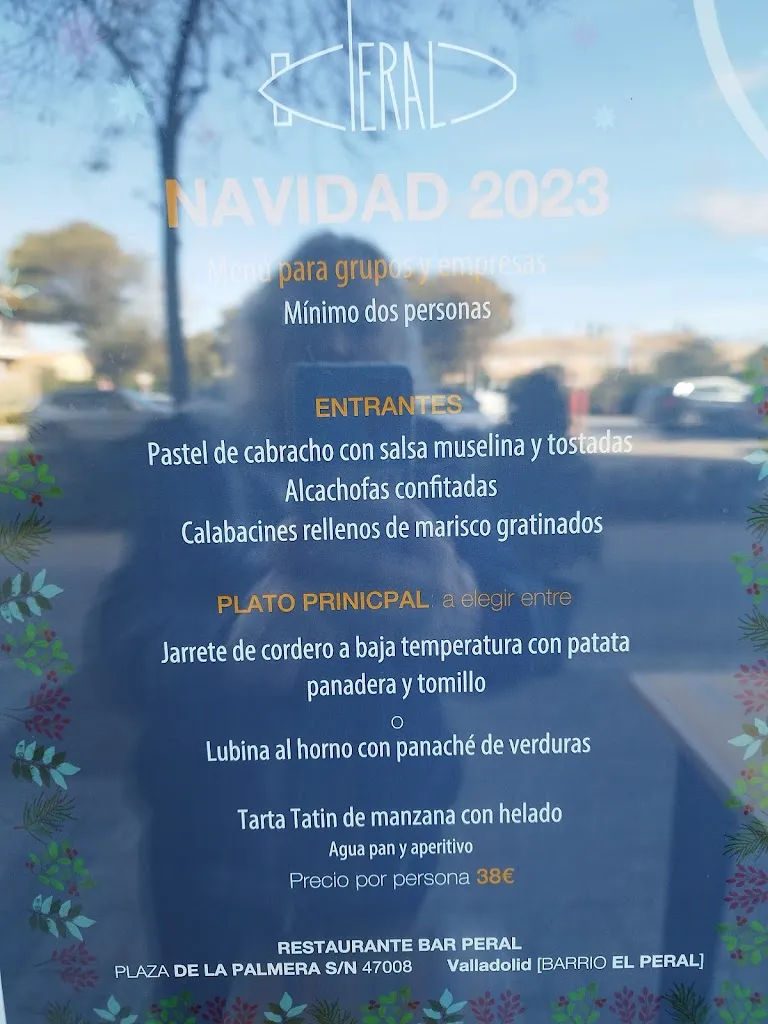 PERAL
NAVIDAD 2023
Menú para grupos y empresas
Mínimo dos personas
ENTRANTES
Pastel de cabracho con salsa muselina y tostadas
Alcachofas confitadas
Calabacines rellenos de marisco gratinados
PLATO PRINICPAL: a elegir entre
Jarrete de cordero a baja temperatura con patata
panadera y tomillo
o
Lubina al horno con panaché de verduras
Tarta Tatin de manzana con helado
Agua pan y aperitivo
Precio por persona 38€
RESTAURANTE BAR PERAL
PLAZA DE LA PALMERA S/N 47008 Valladolid [BARRIO EL PERAL]